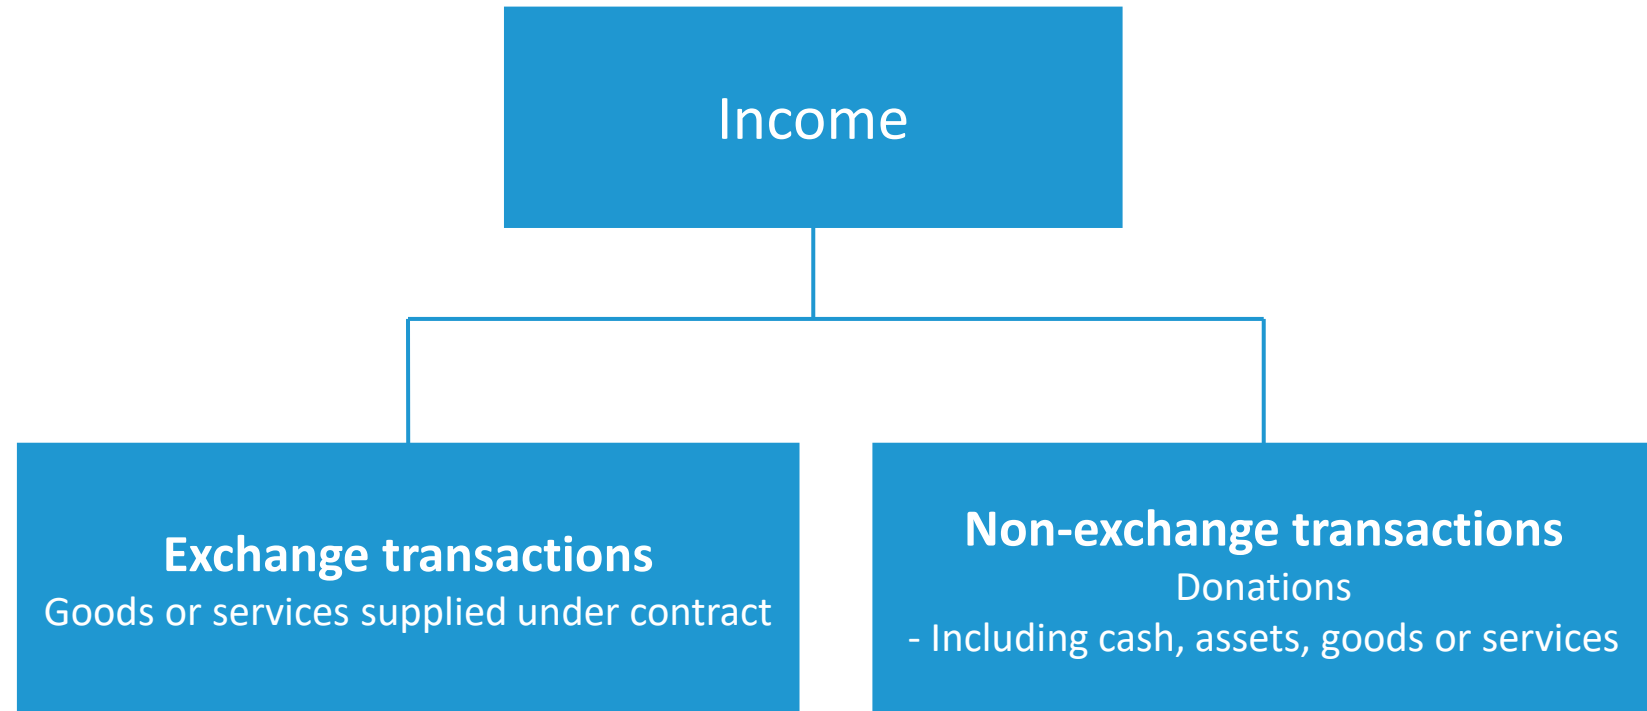 Income
Exchange transactions
Goods or services supplied under contract
Non-exchange transactions
Donations
- Including cash, assets, goods or services